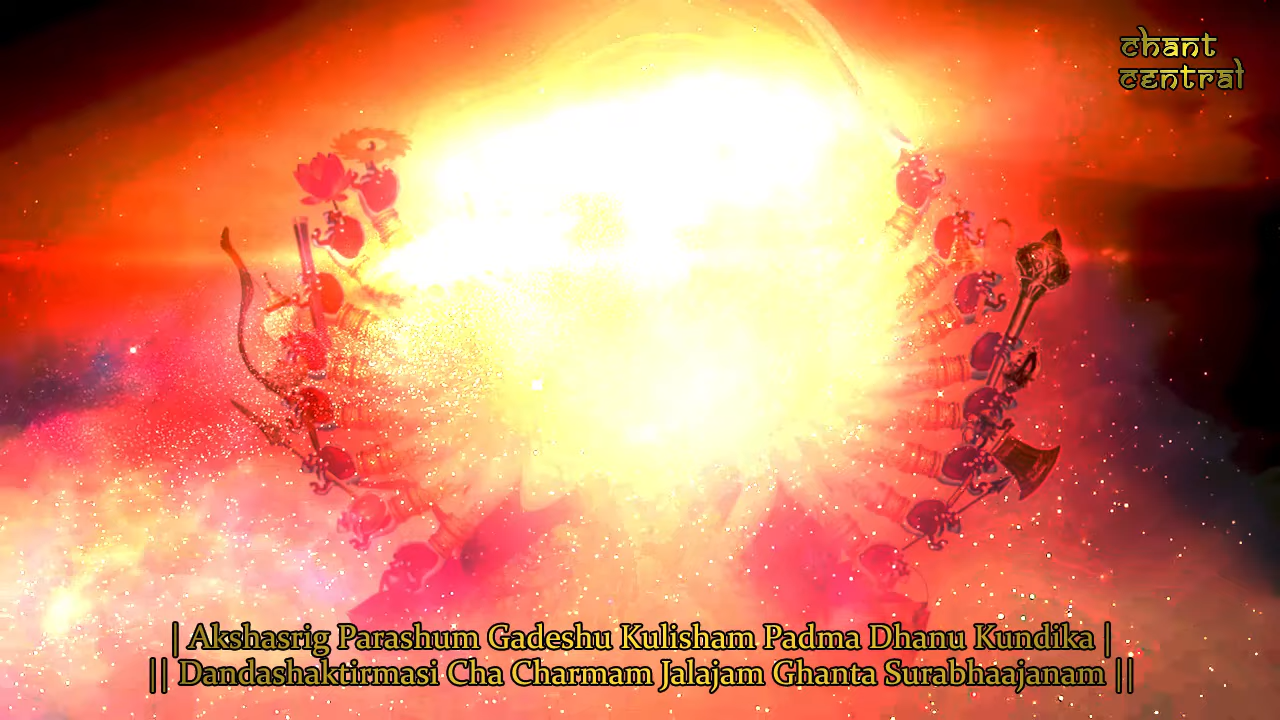 chant
central
| Akshasrig Parashum Gadeshu Kulisham Padma Dhanu Kundika |
|| Dandashaktirmasi Cha Charmam Jalajam Ghanta Surabhaajanam ||